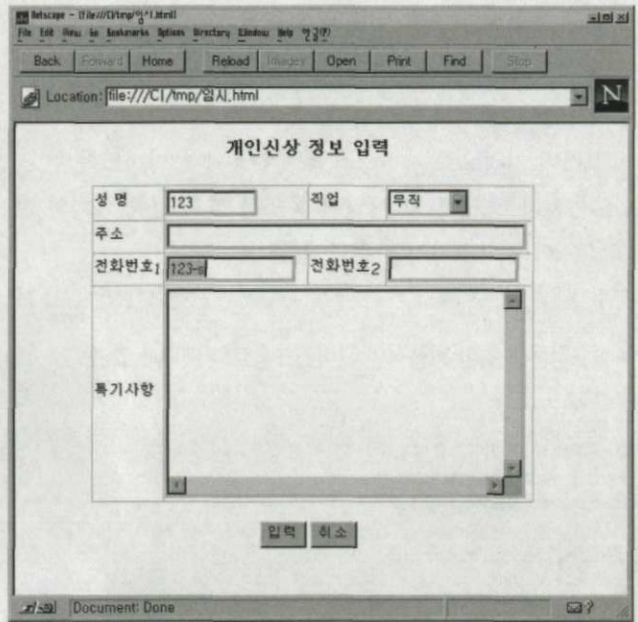 Netscape - [file:///C|/tmp/임시.html]
File Edit View Go Bookmarks Options Directory Window Help 한글(P)
Back Forward Home Reload Images Open Print Find Stop
Location: file:///C|/tmp/임시.html N
개인신상 정보 입력
성 명 123 직업 무직
주소
전화번호1 123-s 전화번호2
특기사항
입력 취소
Document: Done